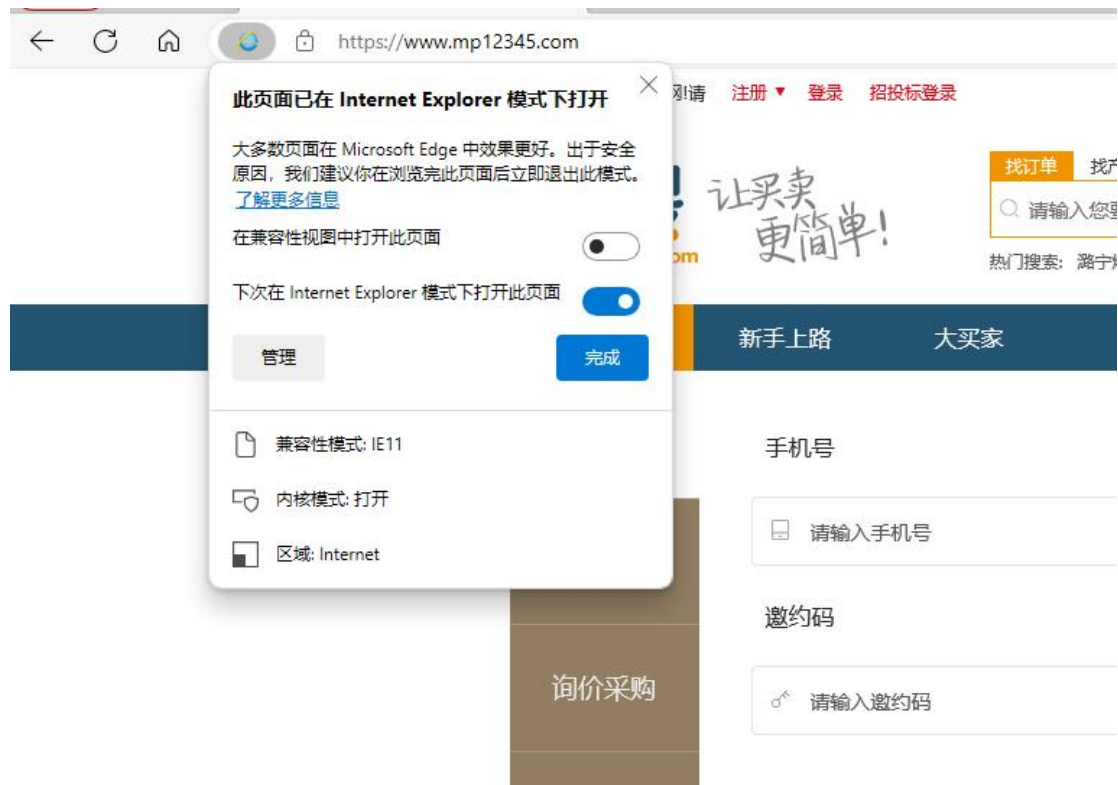 https://www.mp12345.com
此页面已在 Internet Explorer 模式下打开
大多数页面在 Microsoft Edge 中效果更好。出于安全
原因，我们建议你在浏览完此页面后立即退出此模式。
了解更多信息
在兼容性视图中打开此页面
下次在 Internet Explorer 模式下打开此页面
管理
完成
兼容性模式: IE11
内核模式: 打开
区域: Internet
网!请 注册 ▼ 登录 招投标登录
让买卖
更简单!
om
找订单 找产
请输入您要
热门搜索: 潞宁
新手上路 大买家
手机号
请输入手机号
邀约码
请输入邀约码
询价采购